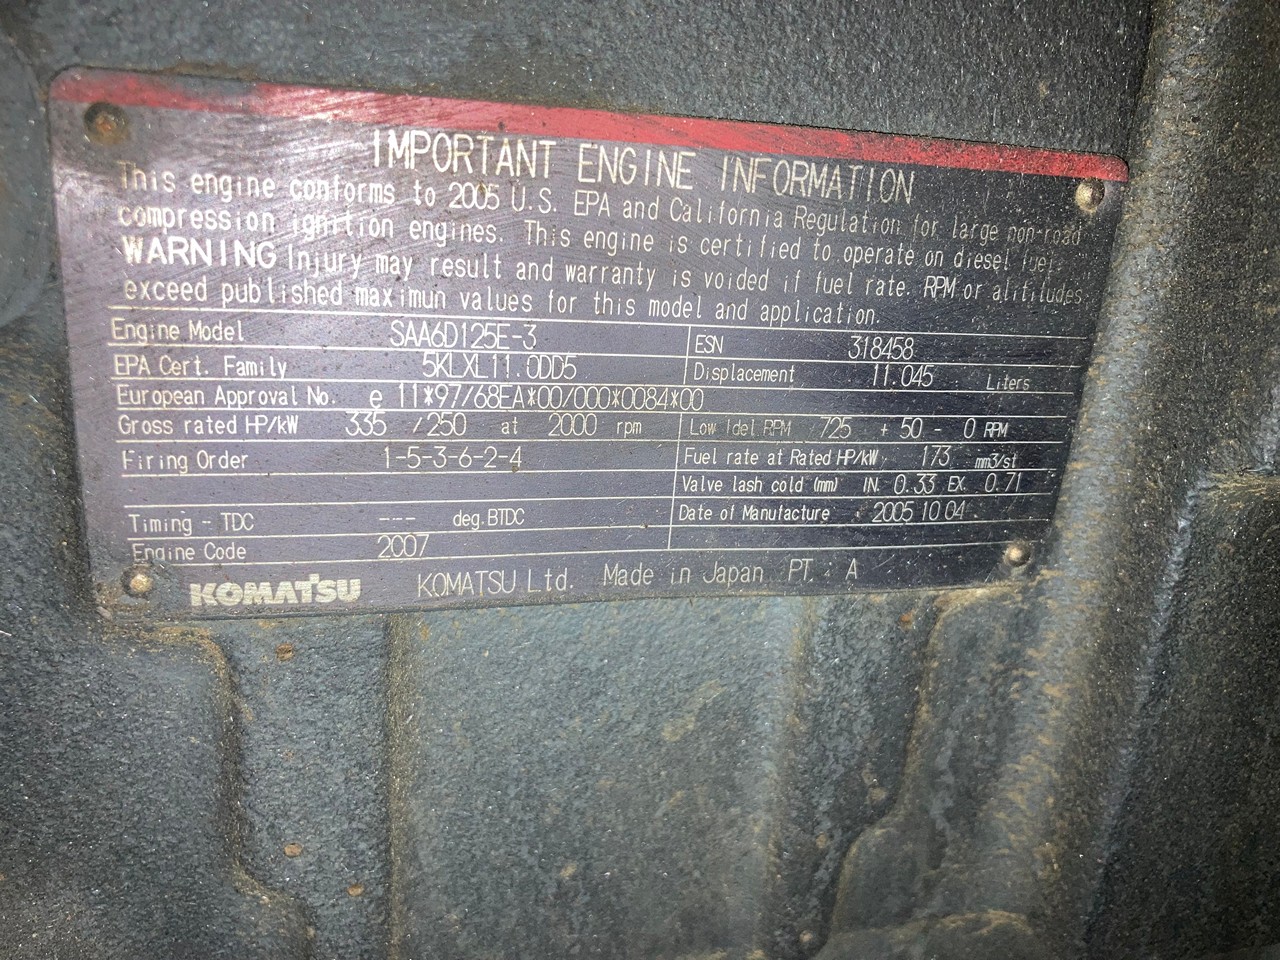 IMPORTANT ENGINE INFORMATION
This engine conforms to 2005 U.S. EPA and California Regulation for large non-road
compression ignition engines. This engine is certified to operate on diesel fuel.
WARNING Injury may result and warranty is voided if fuel rate. RPM or alititudes
exceed published maximun values for this model and application.
Engine Model SAA6D125E-3 ESN 318458
EPA Cert. Family 5KLXL11.0DD5 Displacement 11.045 Liters
European Approval No. e 11*97/68EA*00/000*0084*00
Gross rated HP/kW 335 /250 at 2000 rpm Low Idel RPM 725 + 50 - 0 RPM
Firing Order 1-5-3-6-2-4 Fuel rate at Rated HP/kW 173 mm3/st
Valve lash cold (mm) IN. 0.33 EX. 0.71
Timing - TDC --- deg.BTDC Date of Manufacture 2005 10 04
Engine Code 2007
KOMATSU KOMATSU Ltd. Made in Japan PT. A